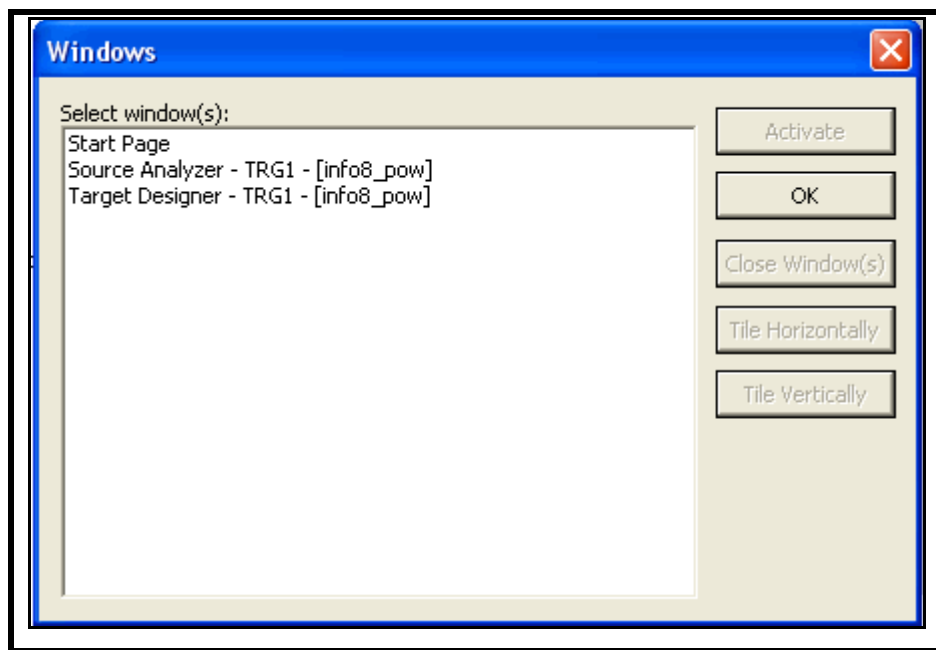 Windows
Select window(s):
Start Page
Source Analyzer - TRG1 - [info8_pow]
Target Designer - TRG1 - [info8_pow]
Activate
OK
Close Window(s)
Tile Horizontally
Tile Vertically